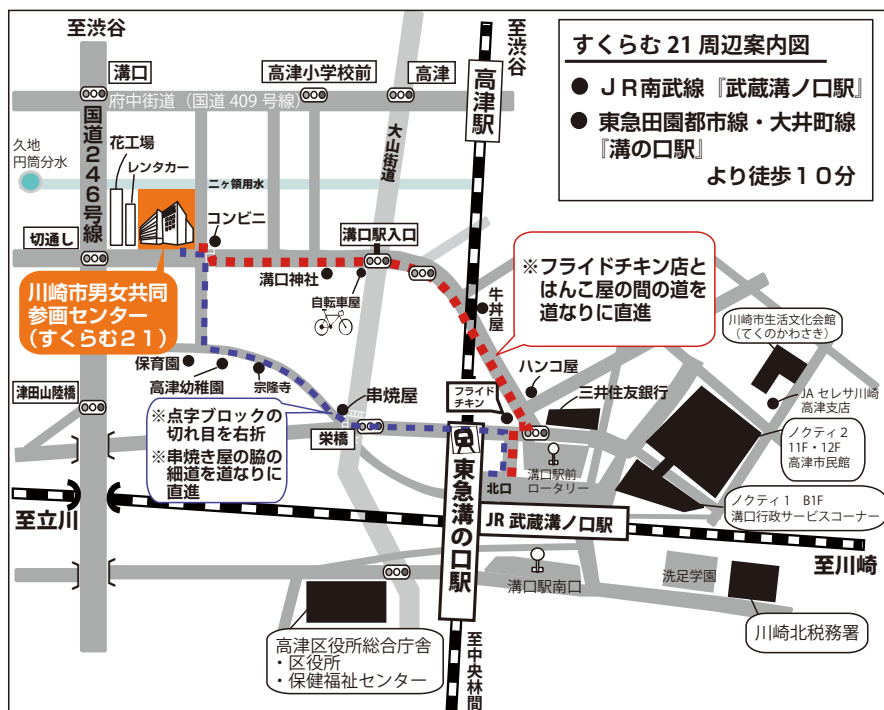 至渋谷
溝口
高津小学校前
高津
至渋谷
すくらむ21周辺案内図
● JR南武線『武蔵溝ノ口駅』
● 東急田園都市線・大井町線
『溝の口駅』
より徒歩10分
府中街道（国道409号線）
高津駅
国道246号線
大山街道
久地
円筒分水
花工場
レンタカー
二ヶ領用水
コンビニ
切通し
溝口駅入口
溝口神社
自転車屋
川崎市男女共同
参画センター
(すくらむ21)
※フライドチキン店と
はんこ屋の間の道を
道なりに直進
牛丼屋
川崎市生活文化会館
（てくのかわさき）
保育園
高津幼稚園
宗隆寺
ハンコ屋
フライド
チキン
三井住友銀行
JAセレサ川崎
高津支店
津田山陸橋
串焼屋
※点字ブロックの
切れ目を右折
※串焼き屋の脇の
細道を道なりに
直進
栄橋
ノクティ2
11F・12F
高津市民館
溝口駅前
ロータリー
北口
東急溝の口駅
ノクティ1 B1F
溝口行政サービスコーナー
至立川
JR武蔵溝ノ口駅
至川崎
溝口駅南口
洗足学園
川崎北税務署
高津区役所総合庁舎
・区役所
・保健福祉センター
至中央林間